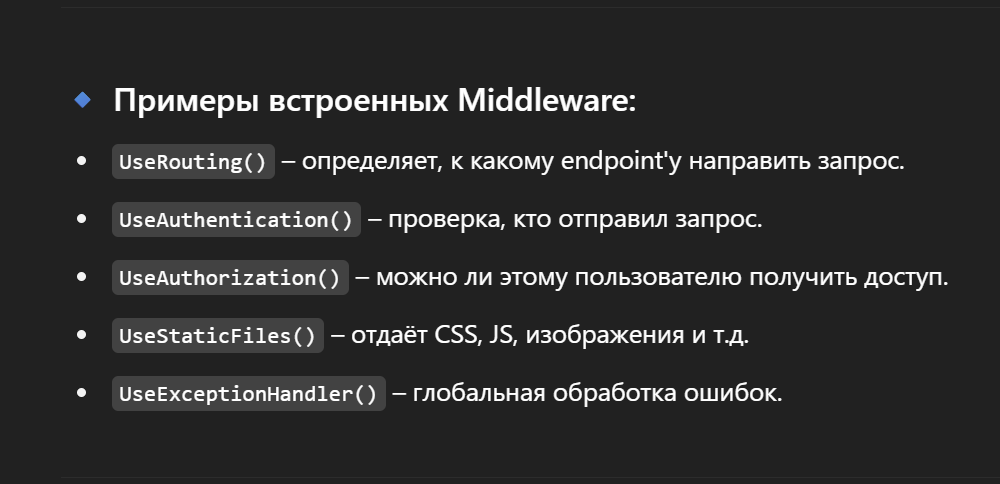 Примеры встроенных Middleware:
UseRouting() – определяет, к какому endpoint'у направить запрос.
UseAuthentication() – проверка, кто отправил запрос.
UseAuthorization() – можно ли этому пользователю получить доступ.
UseStaticFiles() – отдаёт CSS, JS, изображения и т.д.
UseExceptionHandler() – глобальная обработка ошибок.